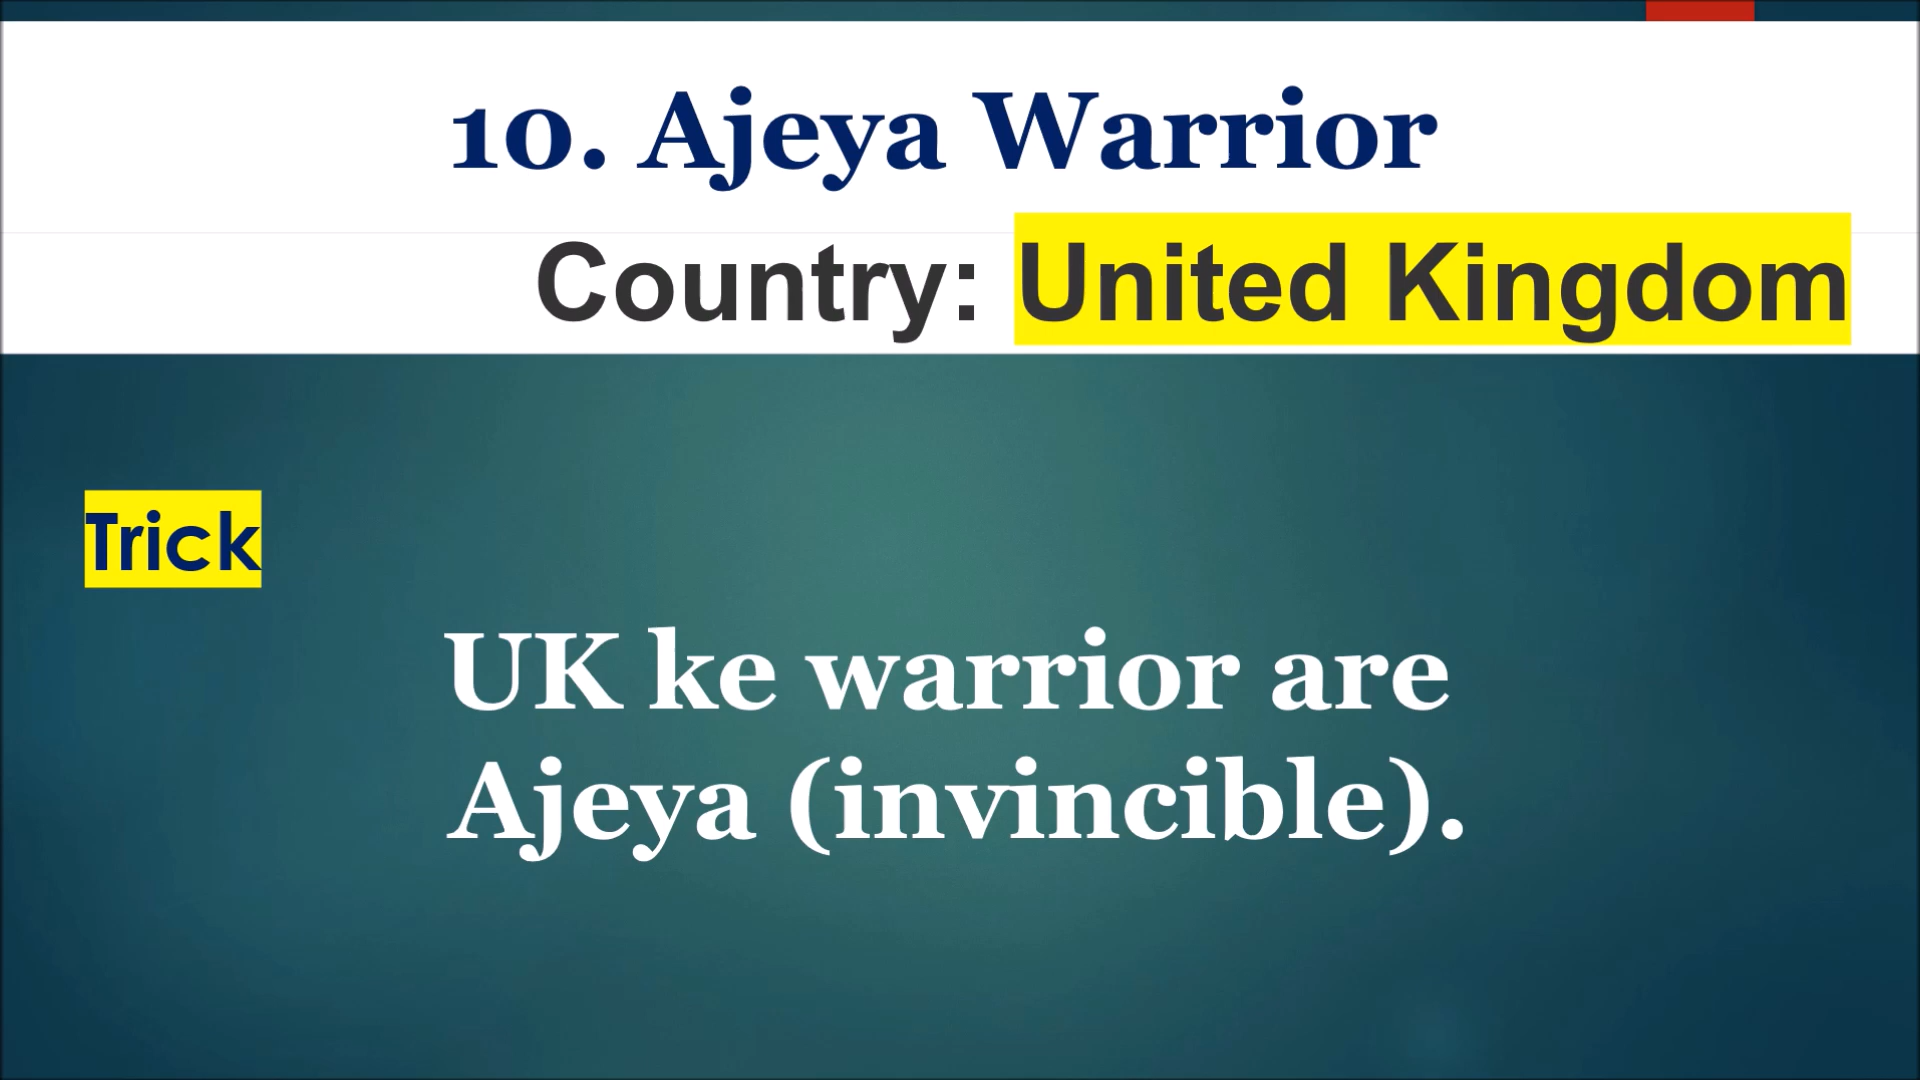 10. Ajeya Warrior
Country: United Kingdom
Trick
UK ke warrior are
Ajeya (invincible).